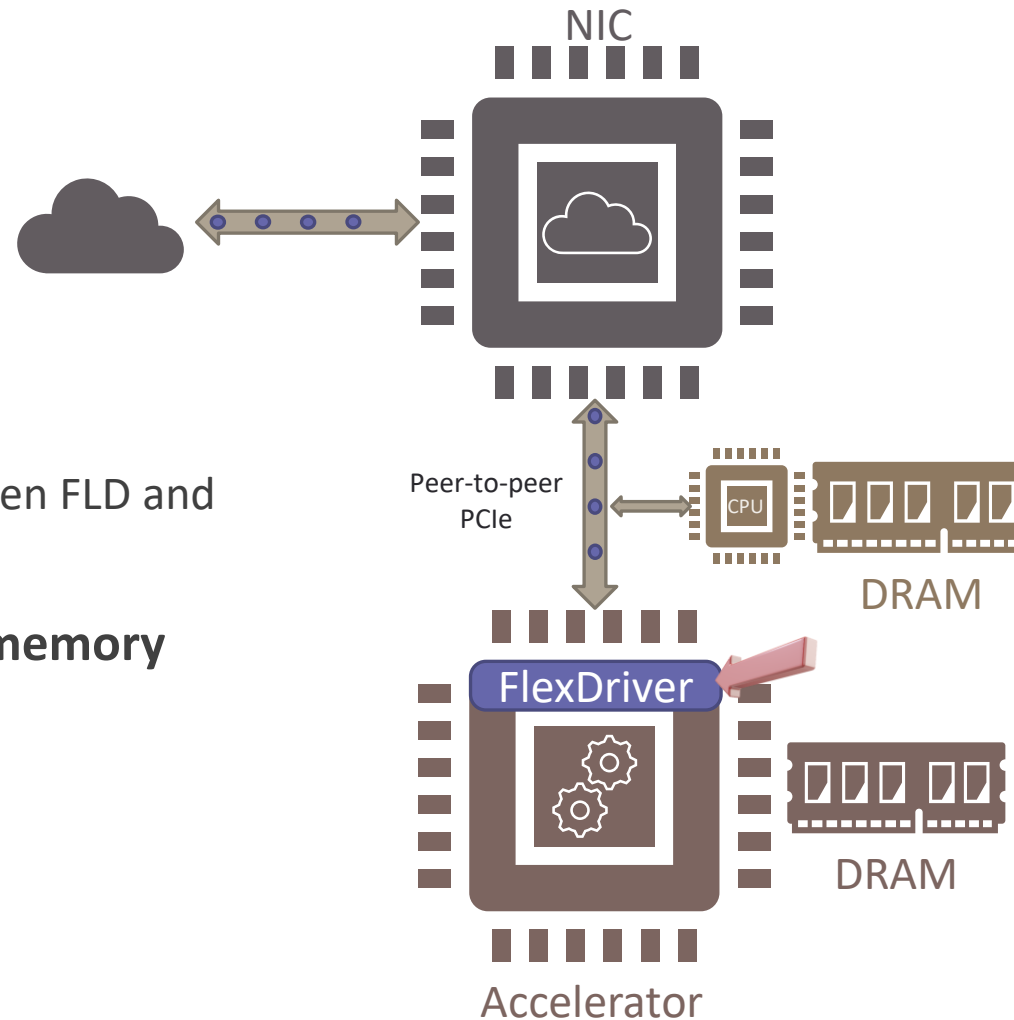 NIC
en FLD and
Peer-to-peer
PCIe
CPU
DRAM
memory
FlexDriver
DRAM
Accelerator